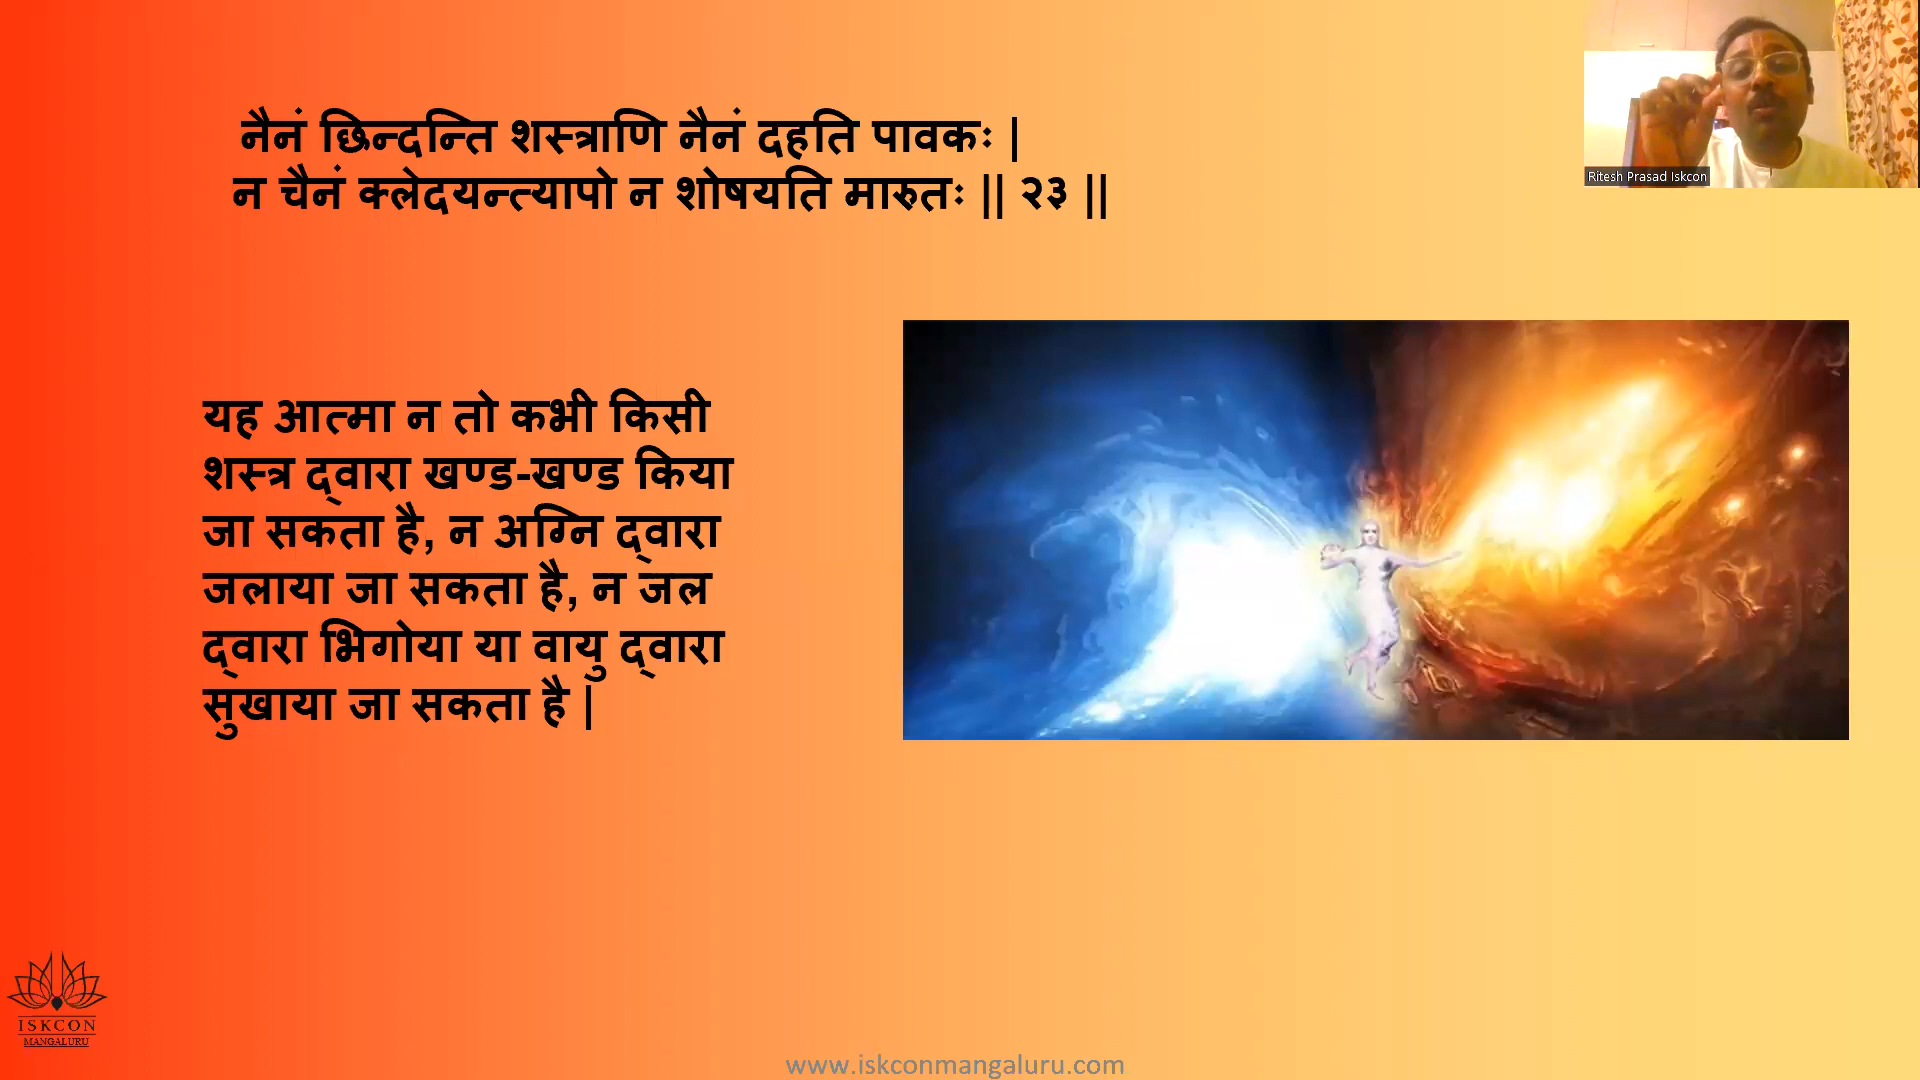 नैनं छिन्दन्ति शस्त्राणि नैनं दहति पावकः |
न चैनं क्लेदयन्त्यापो न शोषयति मारुतः || २३ ||
Ritesh Prasad Iskcon
यह आत्मा न तो कभी किसी
शस्त्र द्वारा खण्ड-खण्ड किया
जा सकता है, न अग्नि द्वारा
जलाया जा सकता है, न जल
द्वारा भिगोया या वायु द्वारा
सुखाया जा सकता है |
ISKCON
MANGALURU
www.iskconmangaluru.com